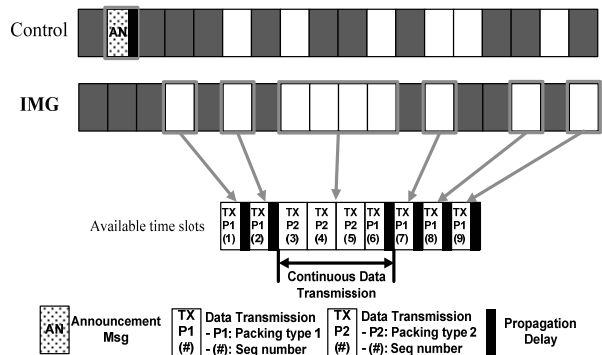 Control
AN
IMG
Available time slots
TX P1 (1)
TX P1 (2)
TX P2 (3)
TX P2 (4)
TX P2 (5)
TX P1 (6)
TX P1 (7)
TX P1 (8)
TX P1 (9)
Continuous Data
Transmission
AN
Announcement
Msg
TX P1 (#)
Data Transmission
- P1: Packing type 1
- (#): Seq number
TX P2 (#)
Data Transmission
- P2: Packing type 2
- (#): Seq number
Propagation
Delay